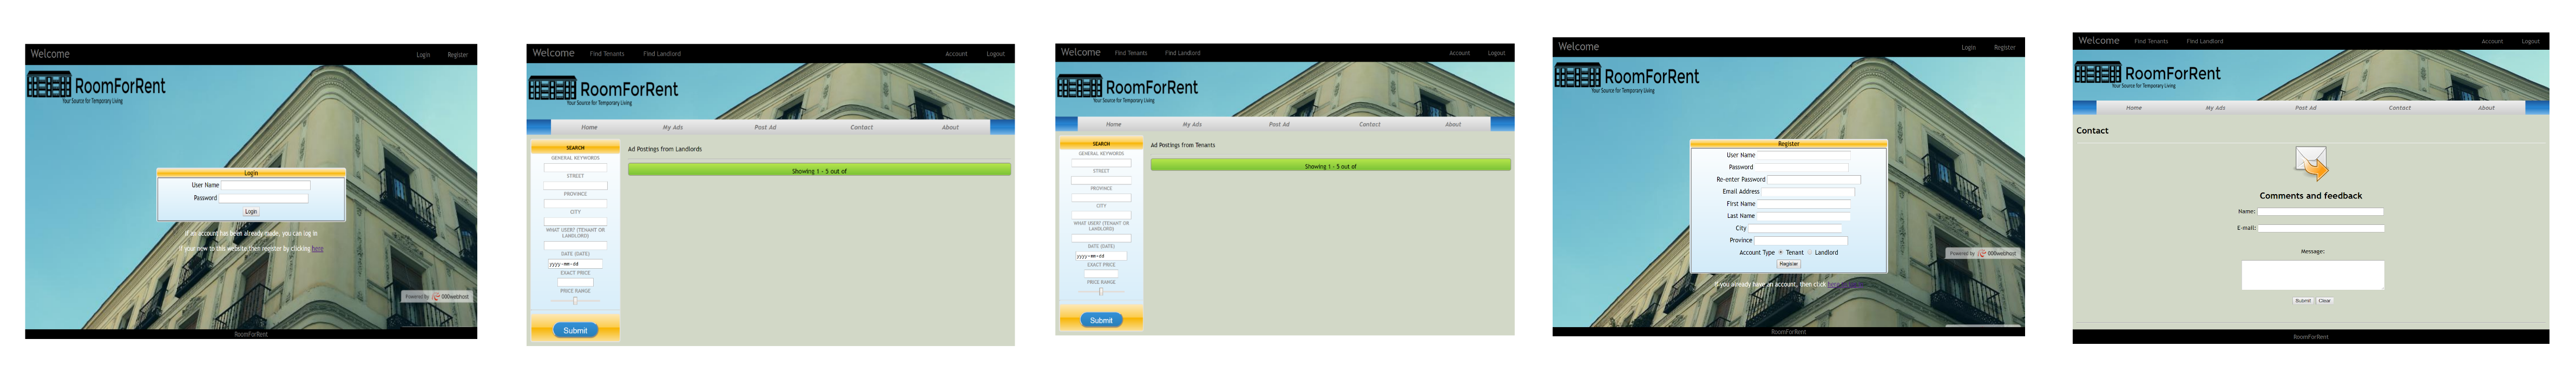 Welcome
Login Register
RoomForRent
Your Source for Temporary Living
Login
User Name
Password
Login
If an account has been already made, you can log in
If your new to this website,then register by clicking here
Powered by 000webhost
RoomForRent
Welcome Find Tenants Find Landlord Account Logout
RoomForRent
Your Source for Temporary Living
Home My Ads Post Ad Contact About
SEARCH
GENERAL KEYWORDS
STREET
PROVINCE
CITY
WHAT USER? (TENANT OR
LANDLORD)
DATE (DATE)
yyyy-mm-dd
EXACT PRICE
PRICE RANGE
Submit
Ad Postings from Landlords
Showing 1 - 5 out of
Welcome Find Tenants Find Landlord Account Logout
RoomForRent
Your Source for Temporary Living
Home My Ads Post Ad Contact About
SEARCH
GENERAL KEYWORDS
STREET
PROVINCE
CITY
WHAT USER? (TENANT OR
LANDLORD)
DATE (DATE)
yyyy-mm-dd
EXACT PRICE
PRICE RANGE
Submit
Ad Postings from Tenants
Showing 1 - 5 out of
Welcome
Login Register
RoomForRent
Your Source for Temporary Living
Register
User Name
Password
Re-enter Password
Email Address
First Name
Last Name
City
Province
Account Type Tenant Landlord
Register
If you already have an account, then click
Powered by 000webhost
RoomForRent
Welcome Find Tenants Find Landlord Account Logout
RoomForRent
Your Source for Temporary Living
Home My Ads Post Ad Contact About
Contact
Comments and feedback
Name:
E-mail:
Message:
Submit Clear
RoomForRent